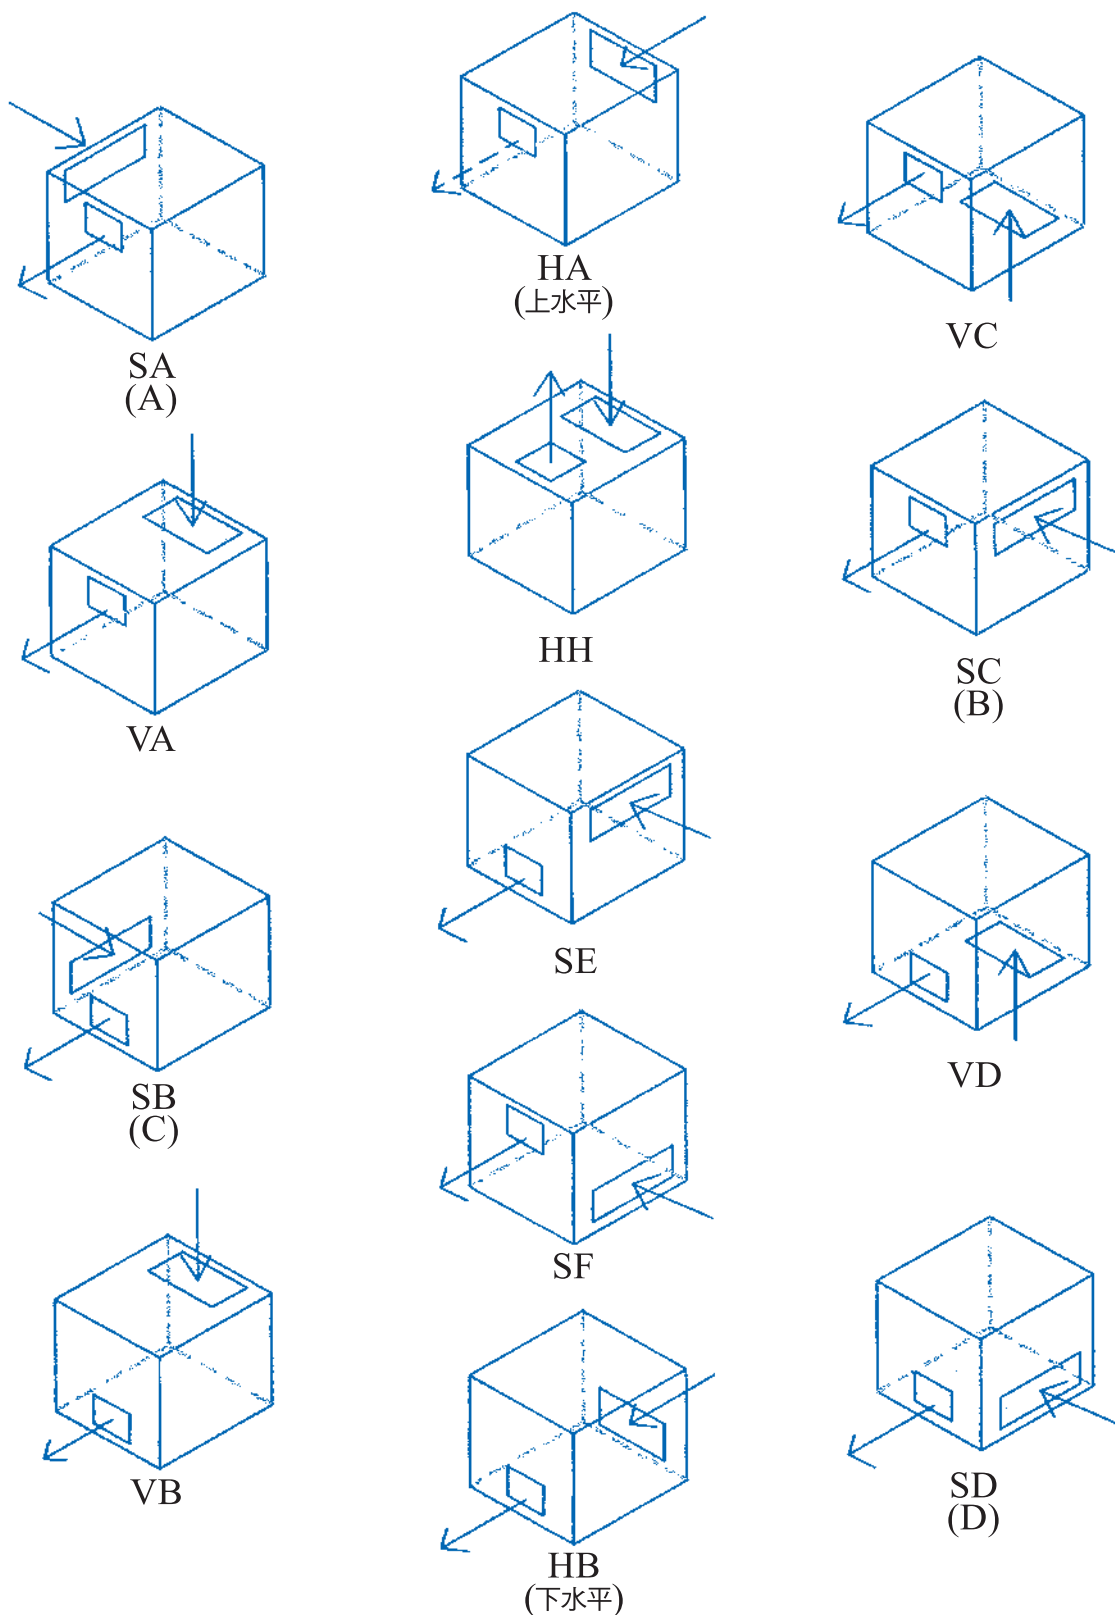 HA
(上水平)
VC
SA
(A)
HH
SC
(B)
VA
SE
VD
SB
(C)
SF
SD
(D)
VB
HB
(下水平)